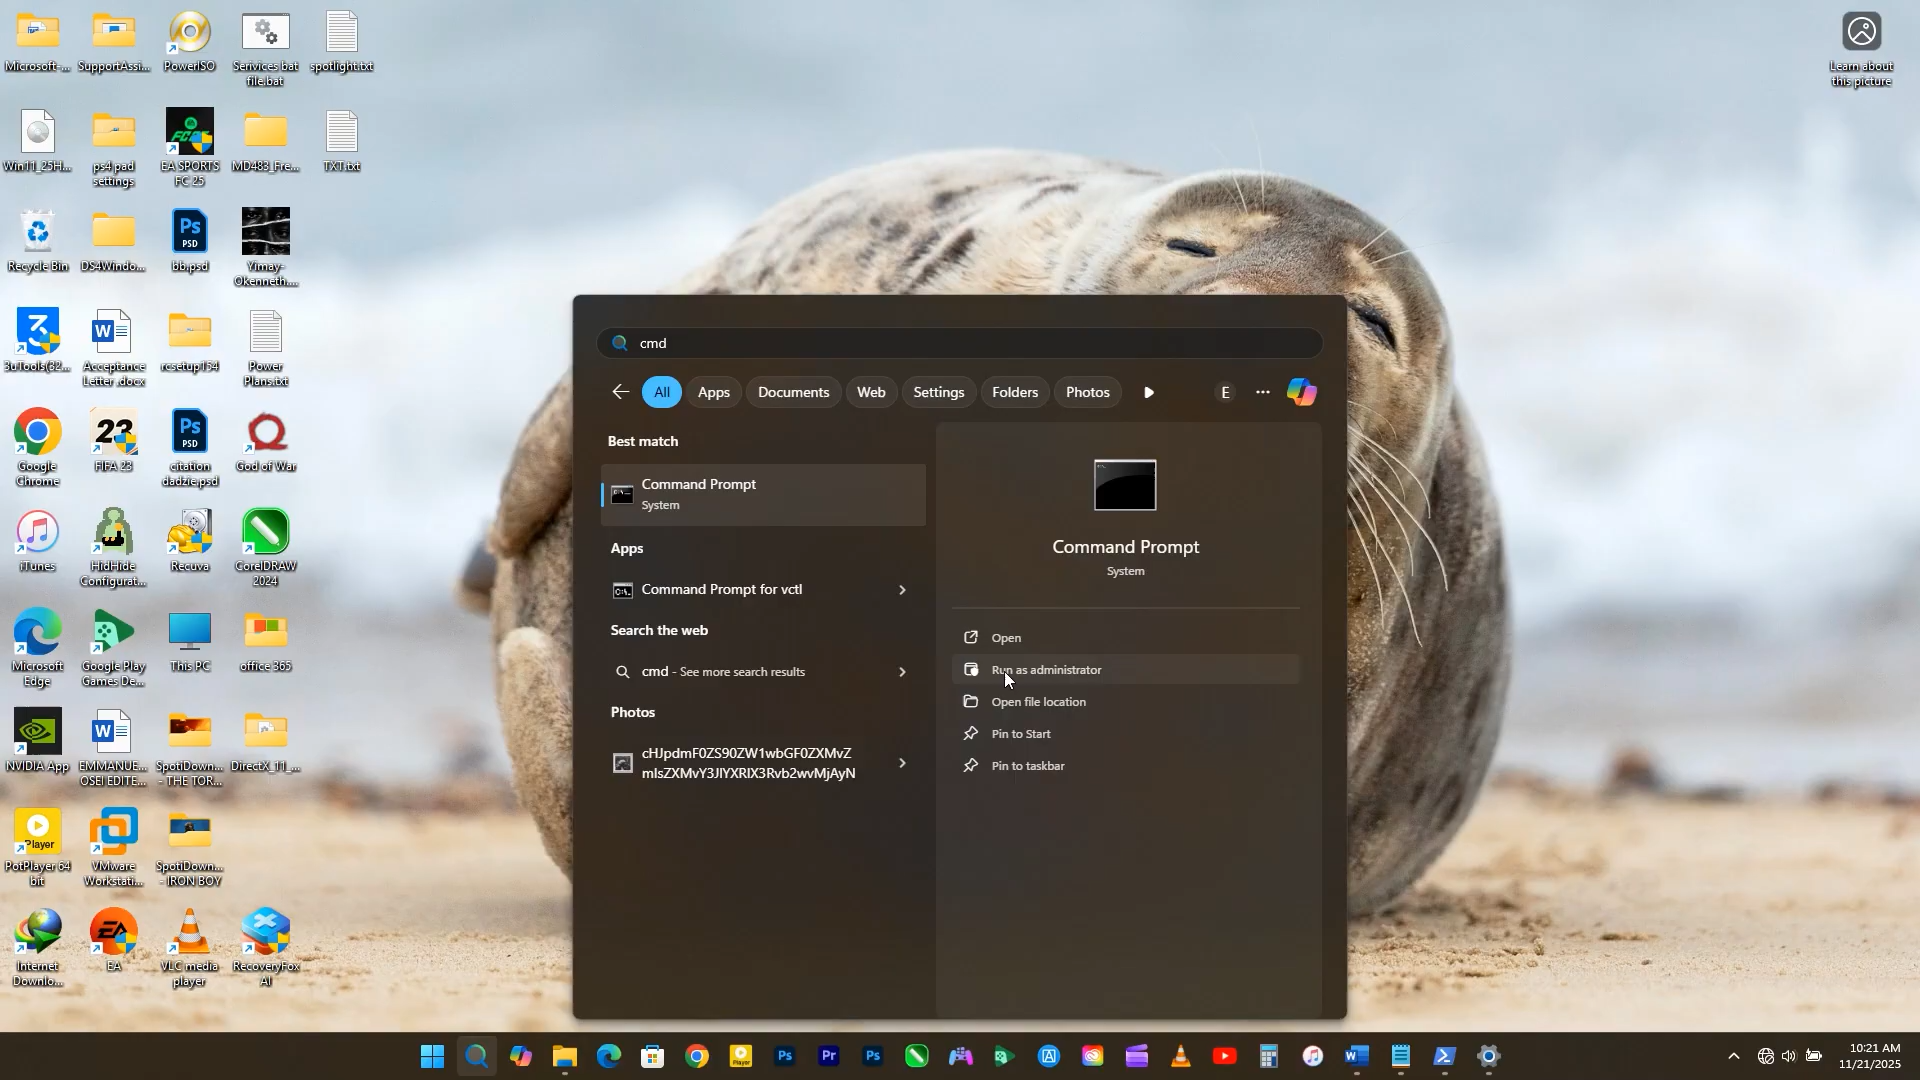 Microsoft-...
SupportAssi...
PowerISO
Serivices bat
file.bat
spotlight.txt
Learn about
this picture
Win11_25H...
ps4 pad
settings
EA SPORTS
FC 25
MD483_Fre...
TXT.txt
Recycle Bin
DS4Windo...
PSD
bb.psd
Yimay-
Okenneth....
3uTools(32...
Acceptance
Letter .docx
rcsetup154
Power
Plans.txt
Google
Chrome
23
FIFA 23
PSD
citation
dadzie.psd
God of War
iTunes
HidHide
Configurat...
Recuva
CorelDRAW
2024
Microsoft
Edge
Google Play
Games De...
This PC
office 365
NVIDIA App
EMMANUE...
OSEI EDITE...
SpotiDown...
- THE TOR...
DirectX_11_...
Player
PotPlayer 64
bit
VMware
Workstati...
SpotiDown...
- IRON BOY
Internet
Downlo...
EA
VLC media
player
RecoveryFox
AI
cmd
All
Apps
Documents
Web
Settings
Folders
Photos
E
Best match
Command Prompt
System
Apps
Command Prompt for vctl
Search the web
cmd - See more search results
Photos
cHJpdmF0ZS90ZW1wbGF0ZXMvZ
mlsZXMvY3JlYXRlX3Rvb2wvMjAyN
Command Prompt
System
Open
Run as administrator
Open file location
Pin to Start
Pin to taskbar
10:21 AM
11/21/2025